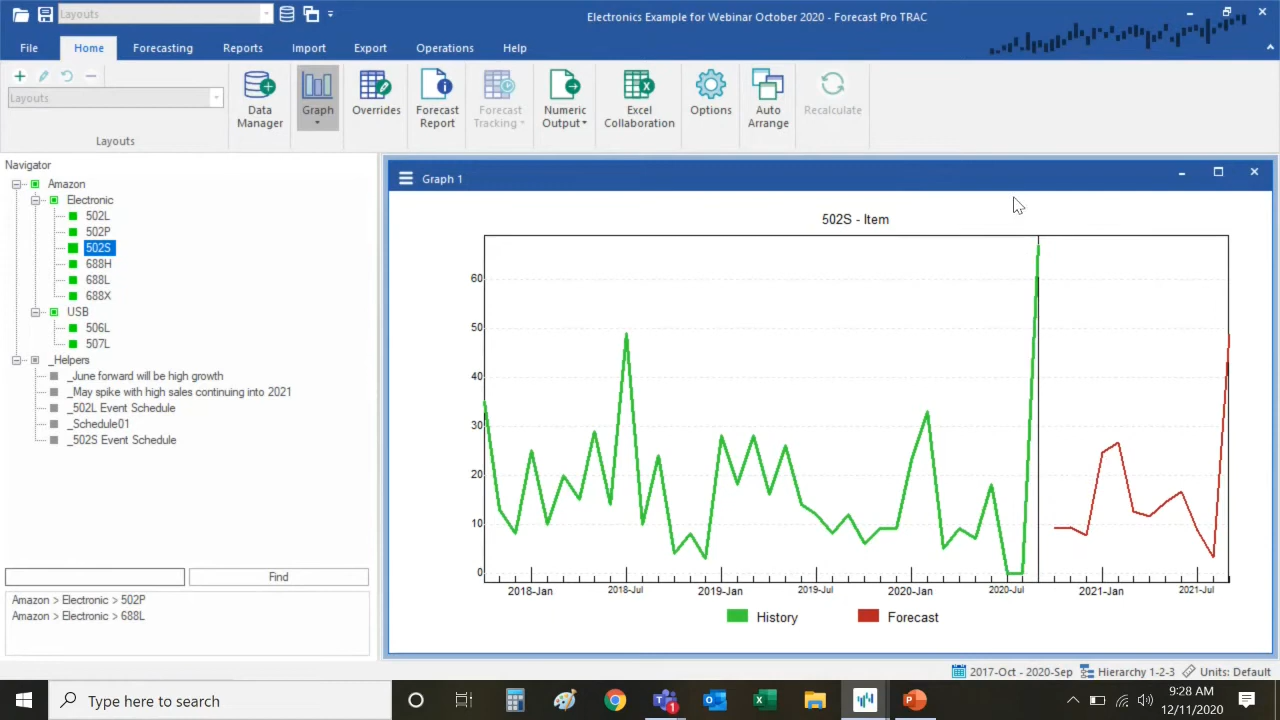 Layouts
Electronics Example for Webinar October 2020 - Forecast Pro TRAC
File
Home
Forecasting
Reports
Import
Export
Operations
Help
Layouts
Layouts
Data Manager
Graph
Overrides
Forecast Report
Forecast Tracking
Numeric Output
Excel Collaboration
Options
Auto Arrange
Recalculate
Navigator
Amazon
Electronic
502L
502P
502S
688H
688L
688X
USB
506L
507L
_Helpers
_June forward will be high growth
_May spike with high sales continuing into 2021
_502L Event Schedule
_Schedule01
_502S Event Schedule
Find
Amazon > Electronic > 502P
Amazon > Electronic > 688L
Graph 1
502S - Item
60
50
40
30
20
10
0
2018-Jan
2018-Jul
2019-Jan
2019-Jul
2020-Jan
2020-Jul
2021-Jan
2021-Jul
History
Forecast
2017-Oct - 2020-Sep
Hierarchy 1-2-3
Units: Default
Type here to search
1
9:28 AM
12/11/2020